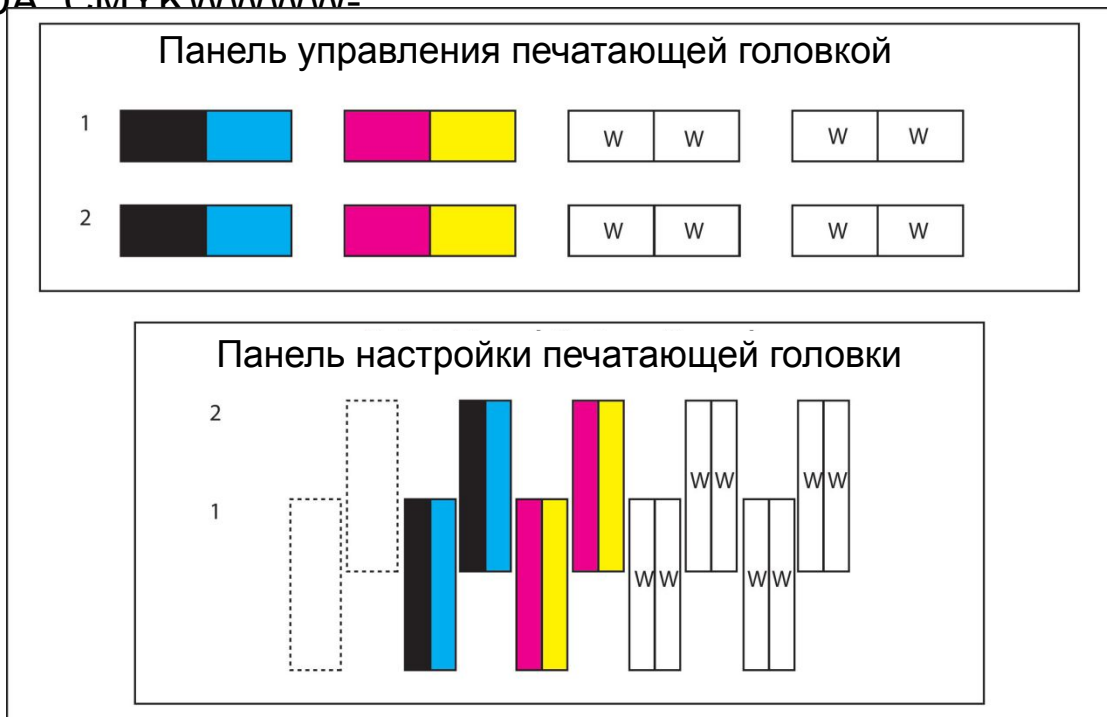 Панель управления печатающей головкой
1 W W W W
2 W W W W
Панель настройки печатающей головки
2 W W W W
1 W W W W